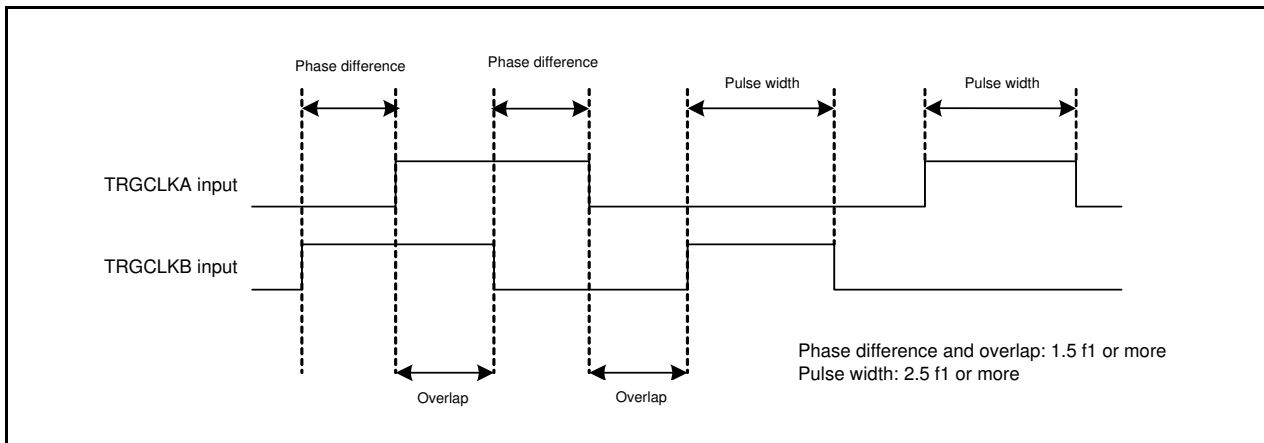 Phase difference
Phase difference
Pulse width
Pulse width
TRGCLKA input
TRGCLKB input
Phase difference and overlap: 1.5 f1 or more
Pulse width: 2.5 f1 or more
Overlap
Overlap